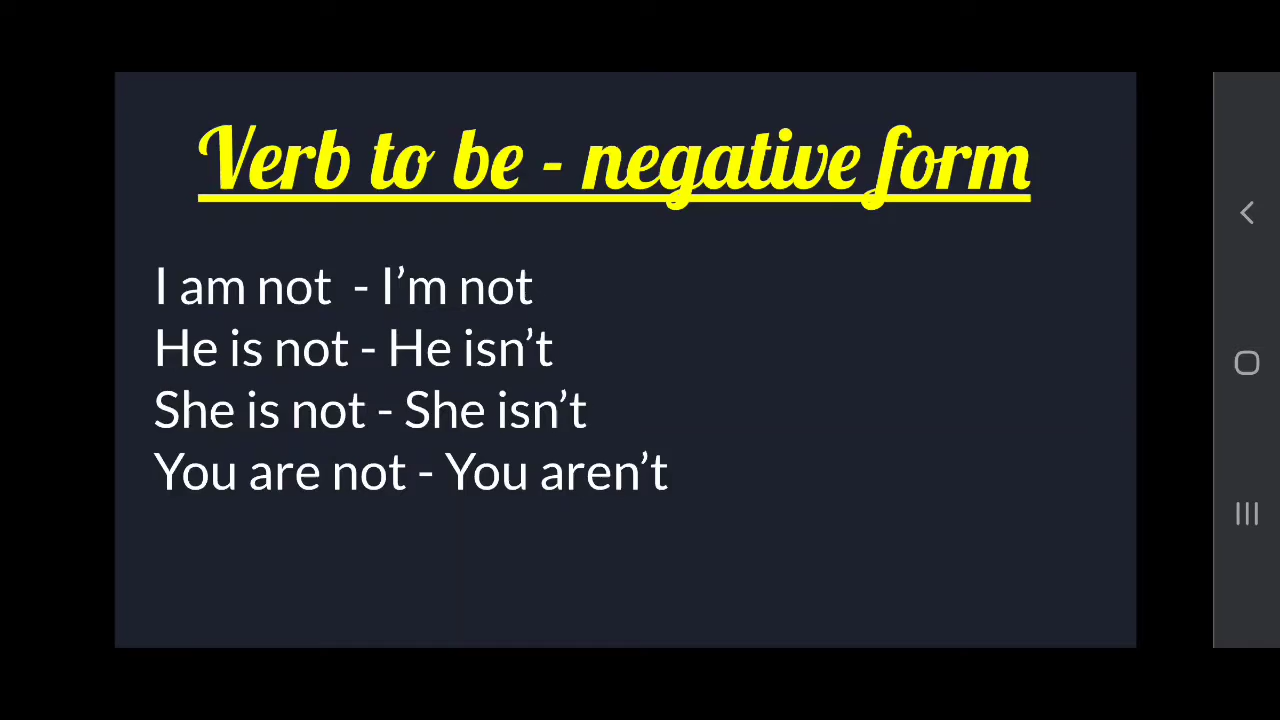 Verb to be - negative form
I am not - I’m not
He is not - He isn’t
She is not - She isn’t
You are not - You aren’t